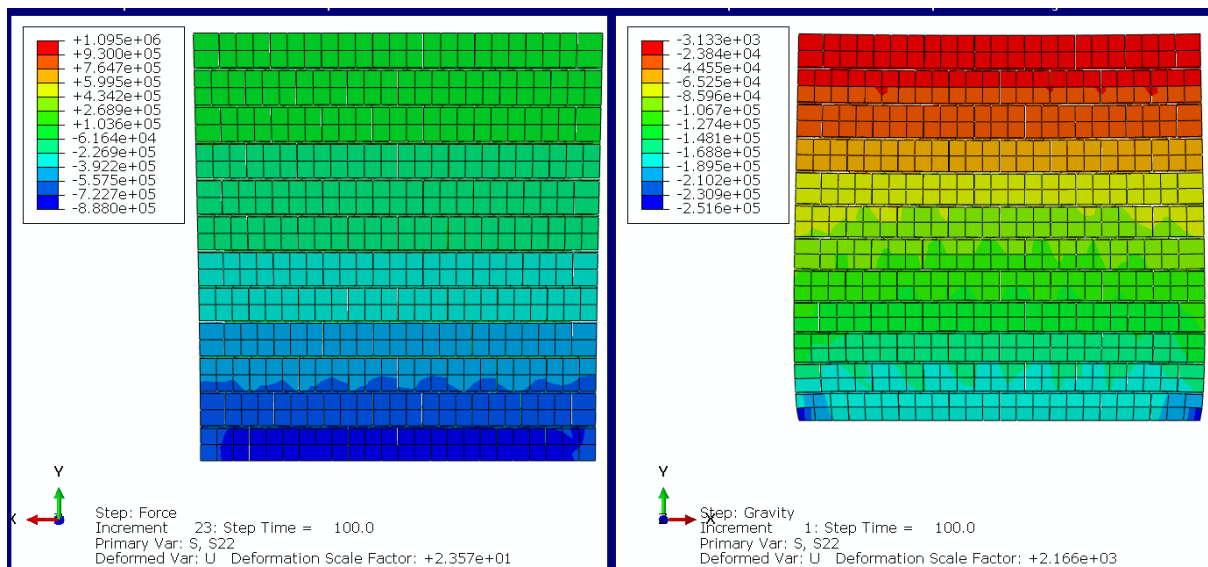 +1.095e+06
+9.300e+05
+7.647e+05
+5.995e+05
+4.342e+05
+2.689e+05
+1.036e+05
-6.164e+04
-2.269e+05
-3.922e+05
-5.575e+05
-7.227e+05
-8.880e+05
Y
X
Step: Force
Increment 23: Step Time = 100.0
Primary Var: S, S22
Deformed Var: U Deformation Scale Factor: +2.357e+01
-3.133e+03
-2.384e+04
-4.455e+04
-6.525e+04
-8.596e+04
-1.067e+05
-1.274e+05
-1.481e+05
-1.688e+05
-1.895e+05
-2.102e+05
-2.309e+05
-2.516e+05
Y
X
Step: Gravity
Increment 1: Step Time = 100.0
Primary Var: S, S22
Deformed Var: U Deformation Scale Factor: +2.166e+03